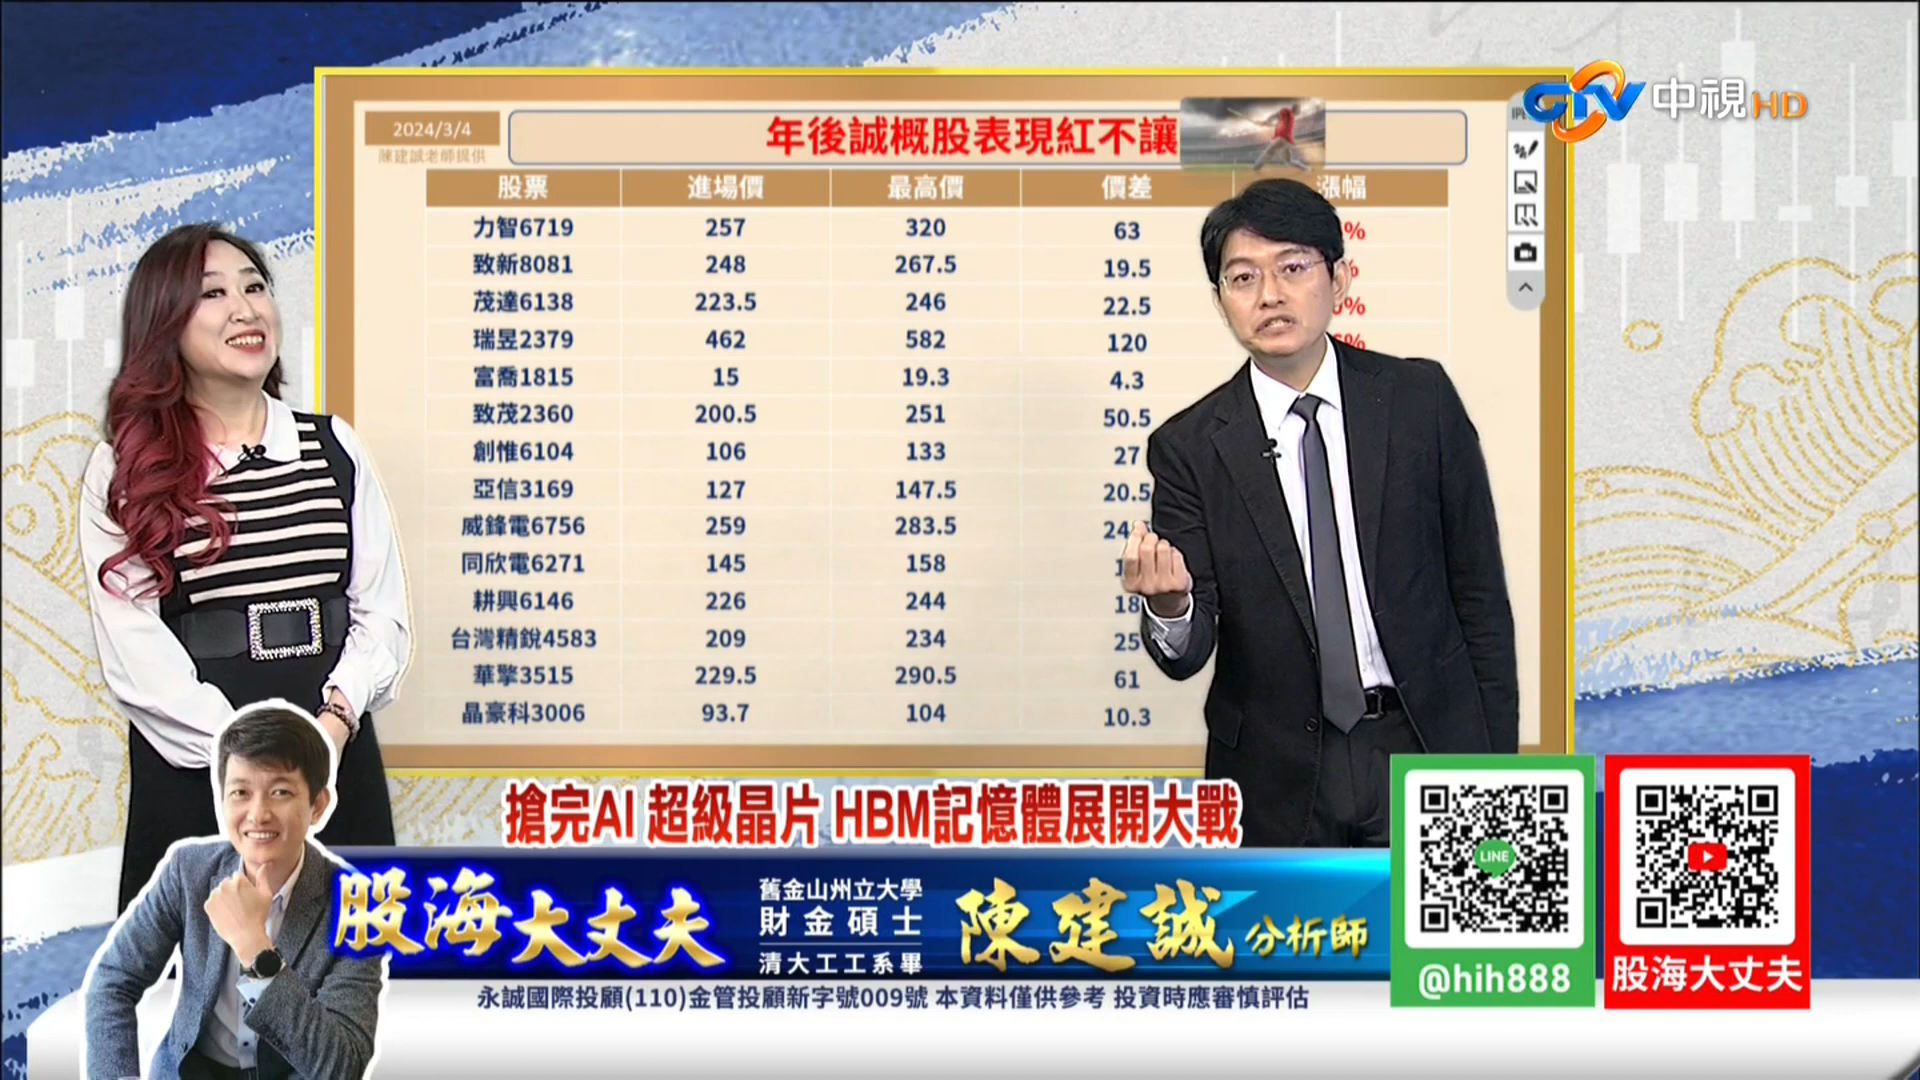 CTV 中視HD
2024/3/4
陳建誠老師提供
年後誠概股表現紅不讓
股票 進場價 最高價 價差 漲幅
力智6719 257 320 63 %
致新8081 248 267.5 19.5
茂達6138 223.5 246 22.5 %
瑞昱2379 462 582 120 %
富喬1815 15 19.3 4.3
致茂2360 200.5 251 50.5
創惟6104 106 133 27
亞信3169 127 147.5 20.5
威鋒電6756 259 283.5
同欣電6271 145 158
耕興6146 226 244 18
台灣精銳4583 209 234 25
華擎3515 229.5 290.5 61
晶豪科3006 93.7 104 10.3
搶完AI 超級晶片 HBM記憶體展開大戰
股海大丈夫
舊金山州立大學
財金碩士
清大工工系畢
陳建誠 分析師
永誠國際投顧(110)金管投顧新字號009號 本資料僅供參考 投資時應審慎評估
LINE
@hih888
股海大丈夫